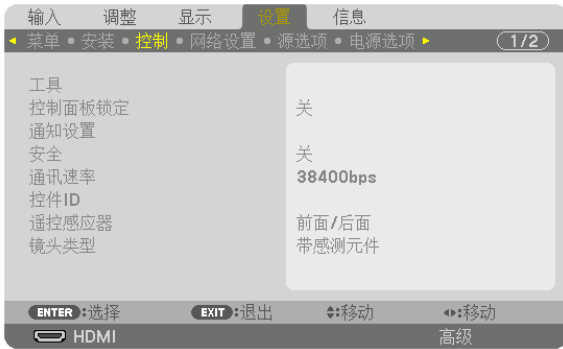 输入 调整 显示 设置 信息
菜单 • 安装 • 控制 • 网络设置 • 源选项 • 电源选项 1/2
工具
控制面板锁定 关
通知设置
安全 关
通讯速率 38400bps
控件ID
遥控感应器 前面/后面
镜头类型 带感测元件
ENTER:选择 EXIT:退出 :移动 :移动
HDMI 高级